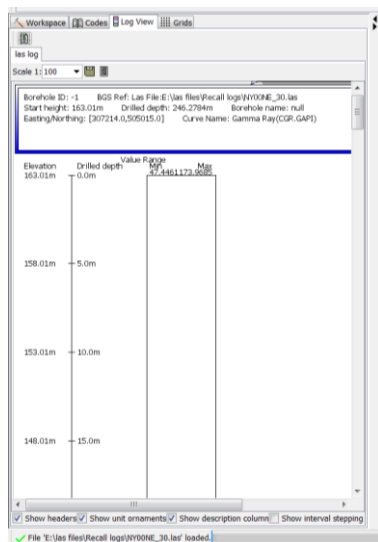 Workspace Codes Log View Grids
las log
Scale 1: 100
Borehole ID: -1 BGS Ref: Las File:E:\las files\Recall logs\NY00NE_30.las
Start height: 163.01m Drilled depth: 246.2784m Borehole name: null
Easting/Northing: [307214.0,505015.0] Curve Name: Gamma Ray(CGR.GAPI)
Value Range
Elevation Drilled depth Min Max
163.01m 0.0m 47.4461173.9685
158.01m 5.0m
153.01m 10.0m
148.01m 15.0m
Show headers Show unit ornaments Show description column Show interval stepping
File 'E:\las files\Recall logs\NY00NE_30.las' loaded.